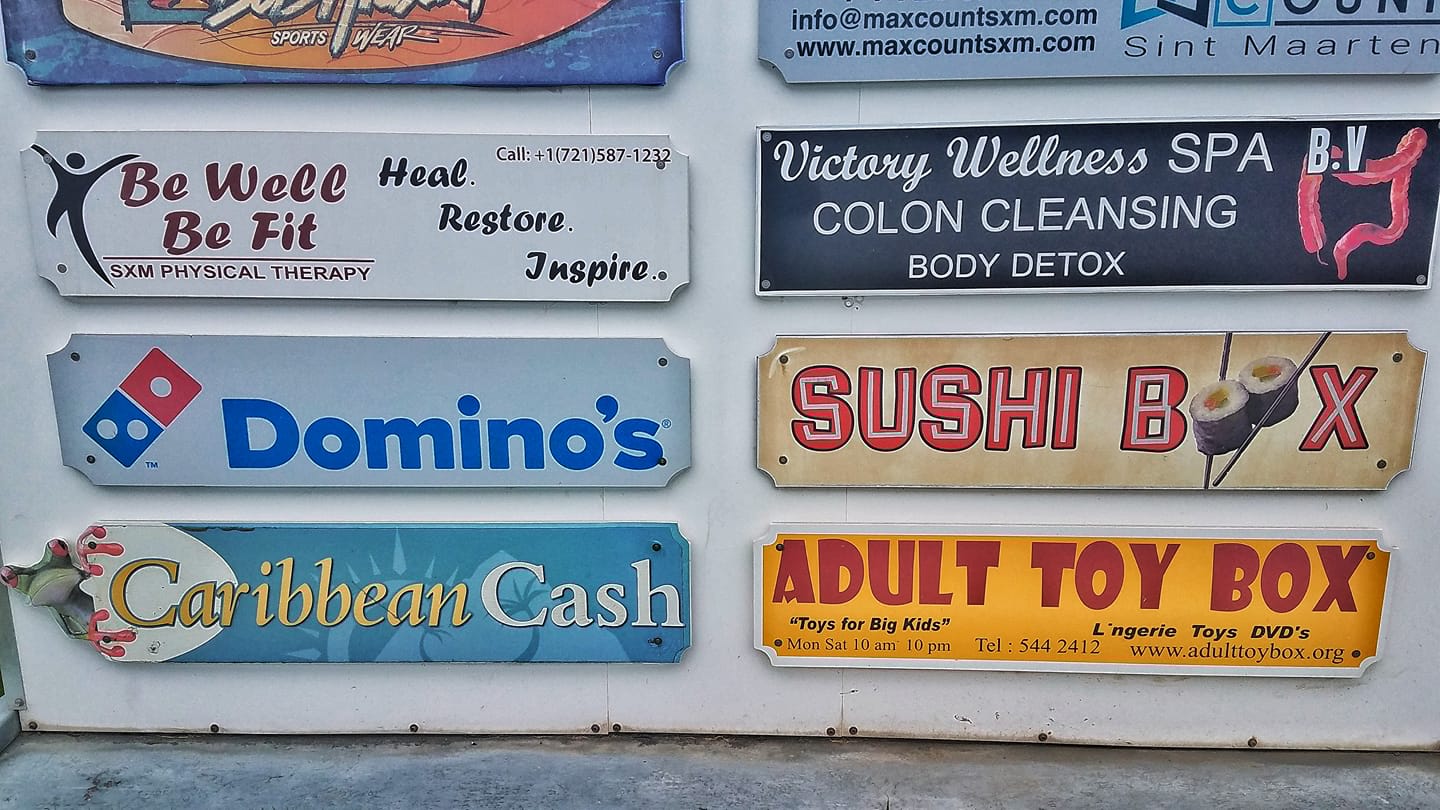 SPORTS WEAR
info@maxcountsxm.com
www.maxcountsxm.com
Sint Maarten
Call: +1(721)587-1232
Be Well
Be Fit
SXM PHYSICAL THERAPY
Heal.
Restore.
Inspire.
Victory Wellness SPA B.V
COLON CLEANSING
BODY DETOX
Domino's®
TM
SUSHI BOX
Caribbean Cash
ADULT TOY BOX
"Toys for Big Kids"
Mon Sat 10 am 10 pm
Tel : 544 2412
L ngerie Toys DVD's
www.adulttoybox.org